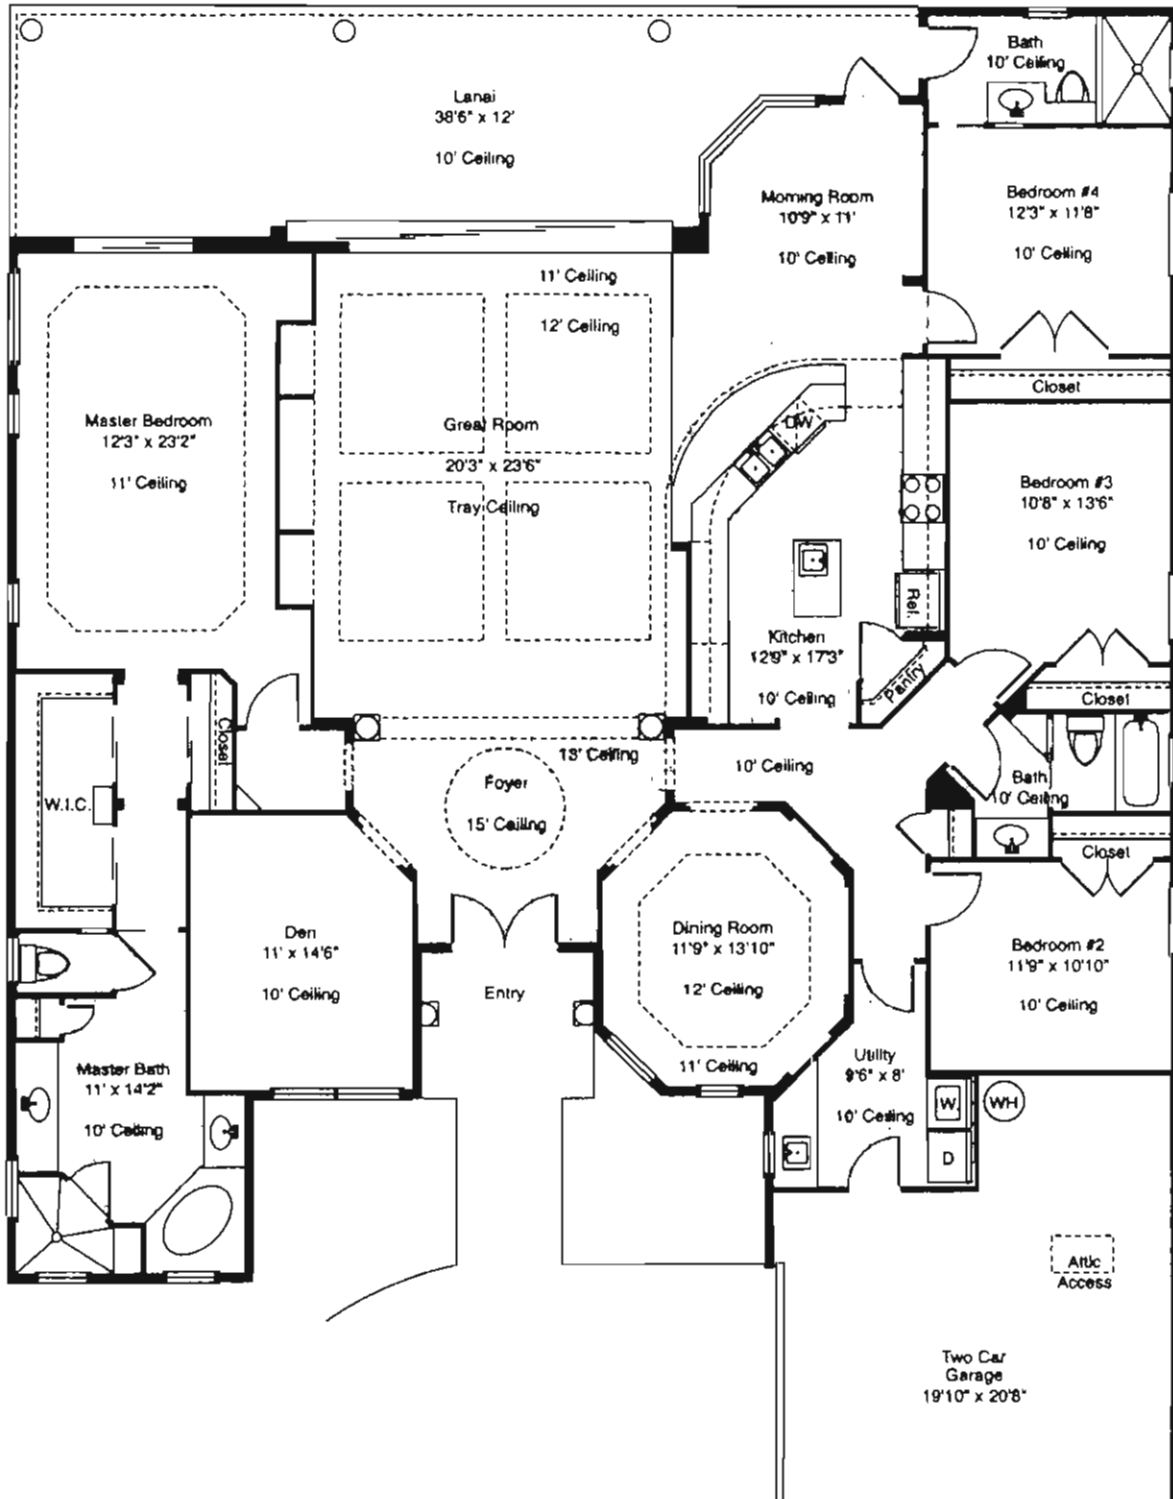 Bath
10' Ceiling
Lanai
38'6" x 12'
10' Ceiling
Morning Room
10'9" x 11'
10' Ceiling
Bedroom #4
12'3" x 11'8"
10' Ceiling
11' Ceiling
12' Ceiling
Closet
Master Bedroom
12'3" x 23'2"
11' Ceiling
Great Room
20'3" x 23'6"
Tray Ceiling
DW
Bedroom #3
10'8" x 13'6"
10' Ceiling
Ref.
Kitchen
12'9" x 17'3"
10' Ceiling
Pantry
Closet
Closet
W.I.C.
13' Ceiling
Foyer
15' Ceiling
10' Ceiling
Bath
10' Ceiling
Closet
Den
11' x 14'6"
10' Ceiling
Entry
Dining Room
11'9" x 13'10"
12' Ceiling
11' Ceiling
Bedroom #2
11'9" x 10'10"
10' Ceiling
Master Bath
11' x 14'2"
10' Ceiling
Utility
9'6" x 8'
10' Ceiling
W.
WH
D
Attic
Access
Two Car
Garage
19'10" x 20'8"